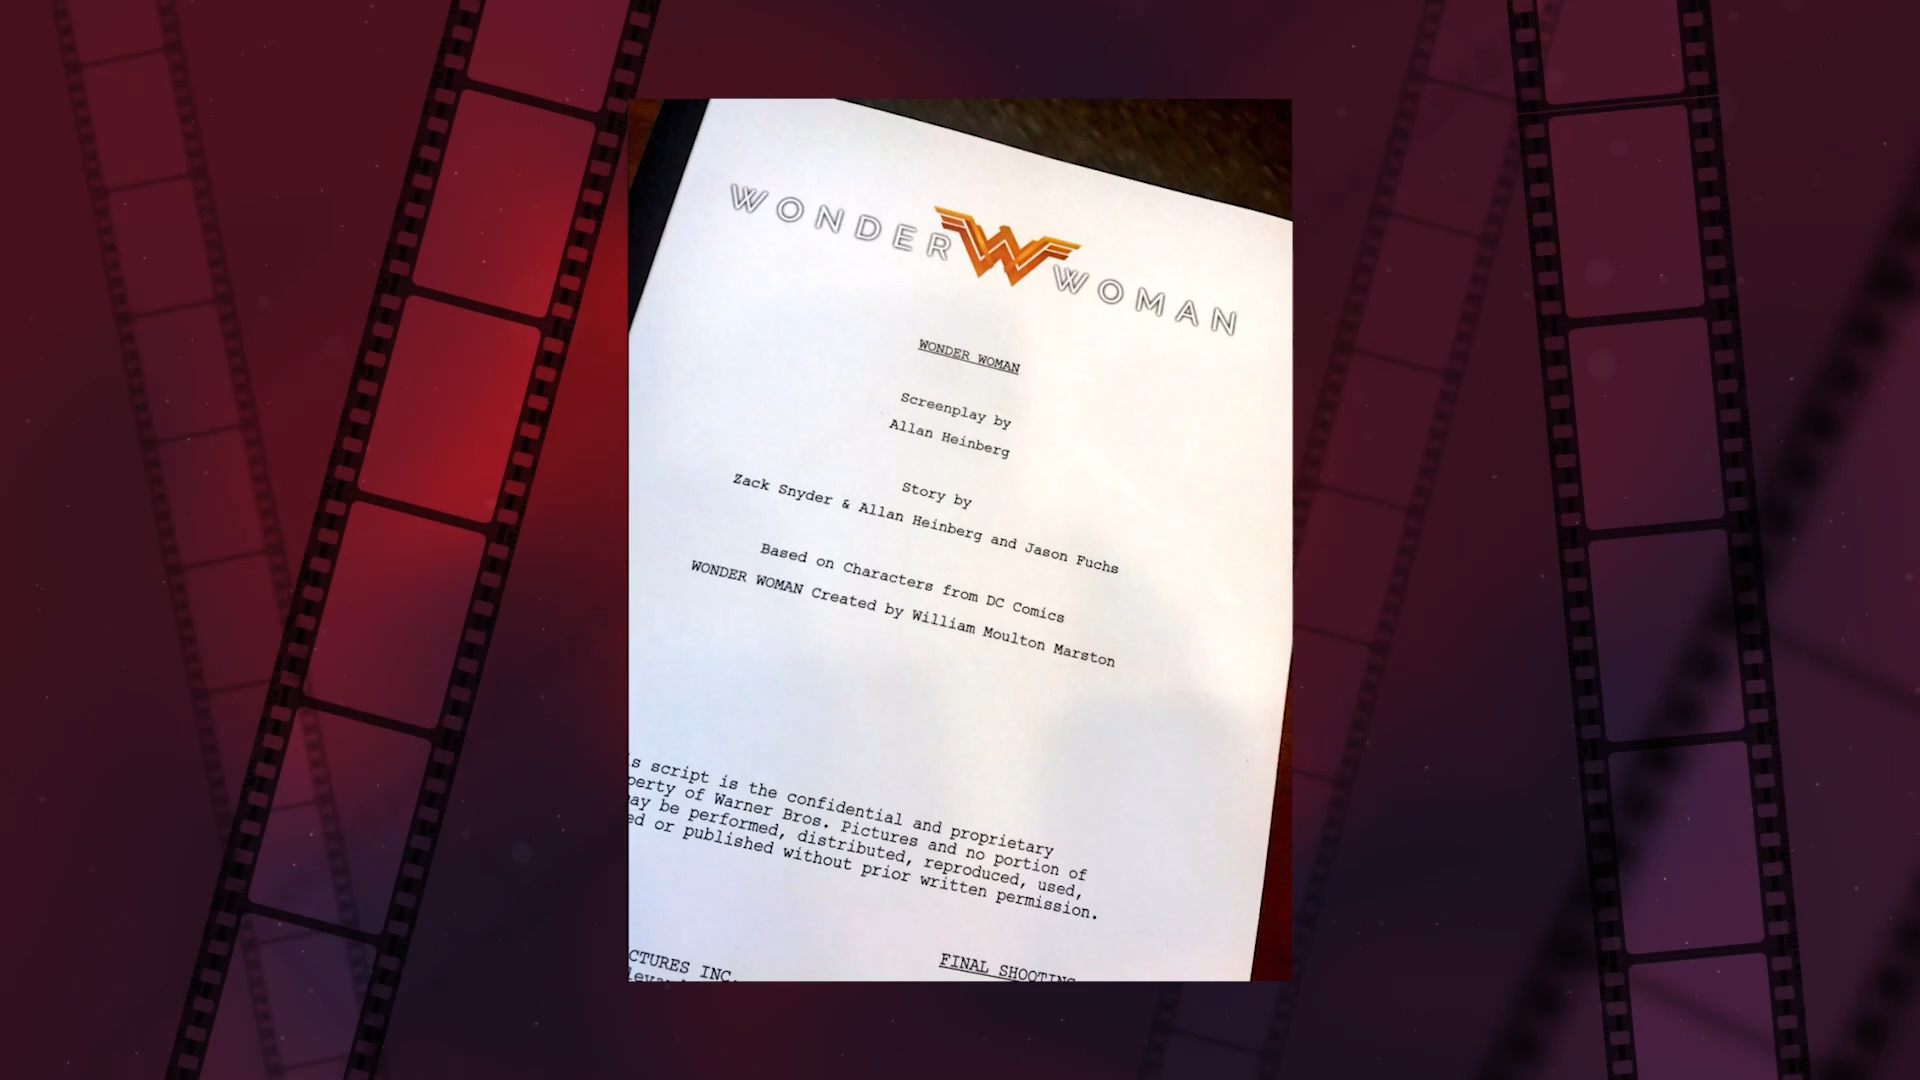 WONDER W WOMAN
WONDER WOMAN
Screenplay by
Allan Heinberg
Story by
Zack Snyder & Allan Heinberg and Jason Fuchs
Based on Characters from DC Comics
WONDER WOMAN Created by William Moulton Marston
s script is the confidential and proprietary
perty of Warner Bros. Pictures and no portion of
ay be performed, distributed, reproduced, used,
ed or published without prior written permission.
CTURES INC.
FINAL SHOOTING